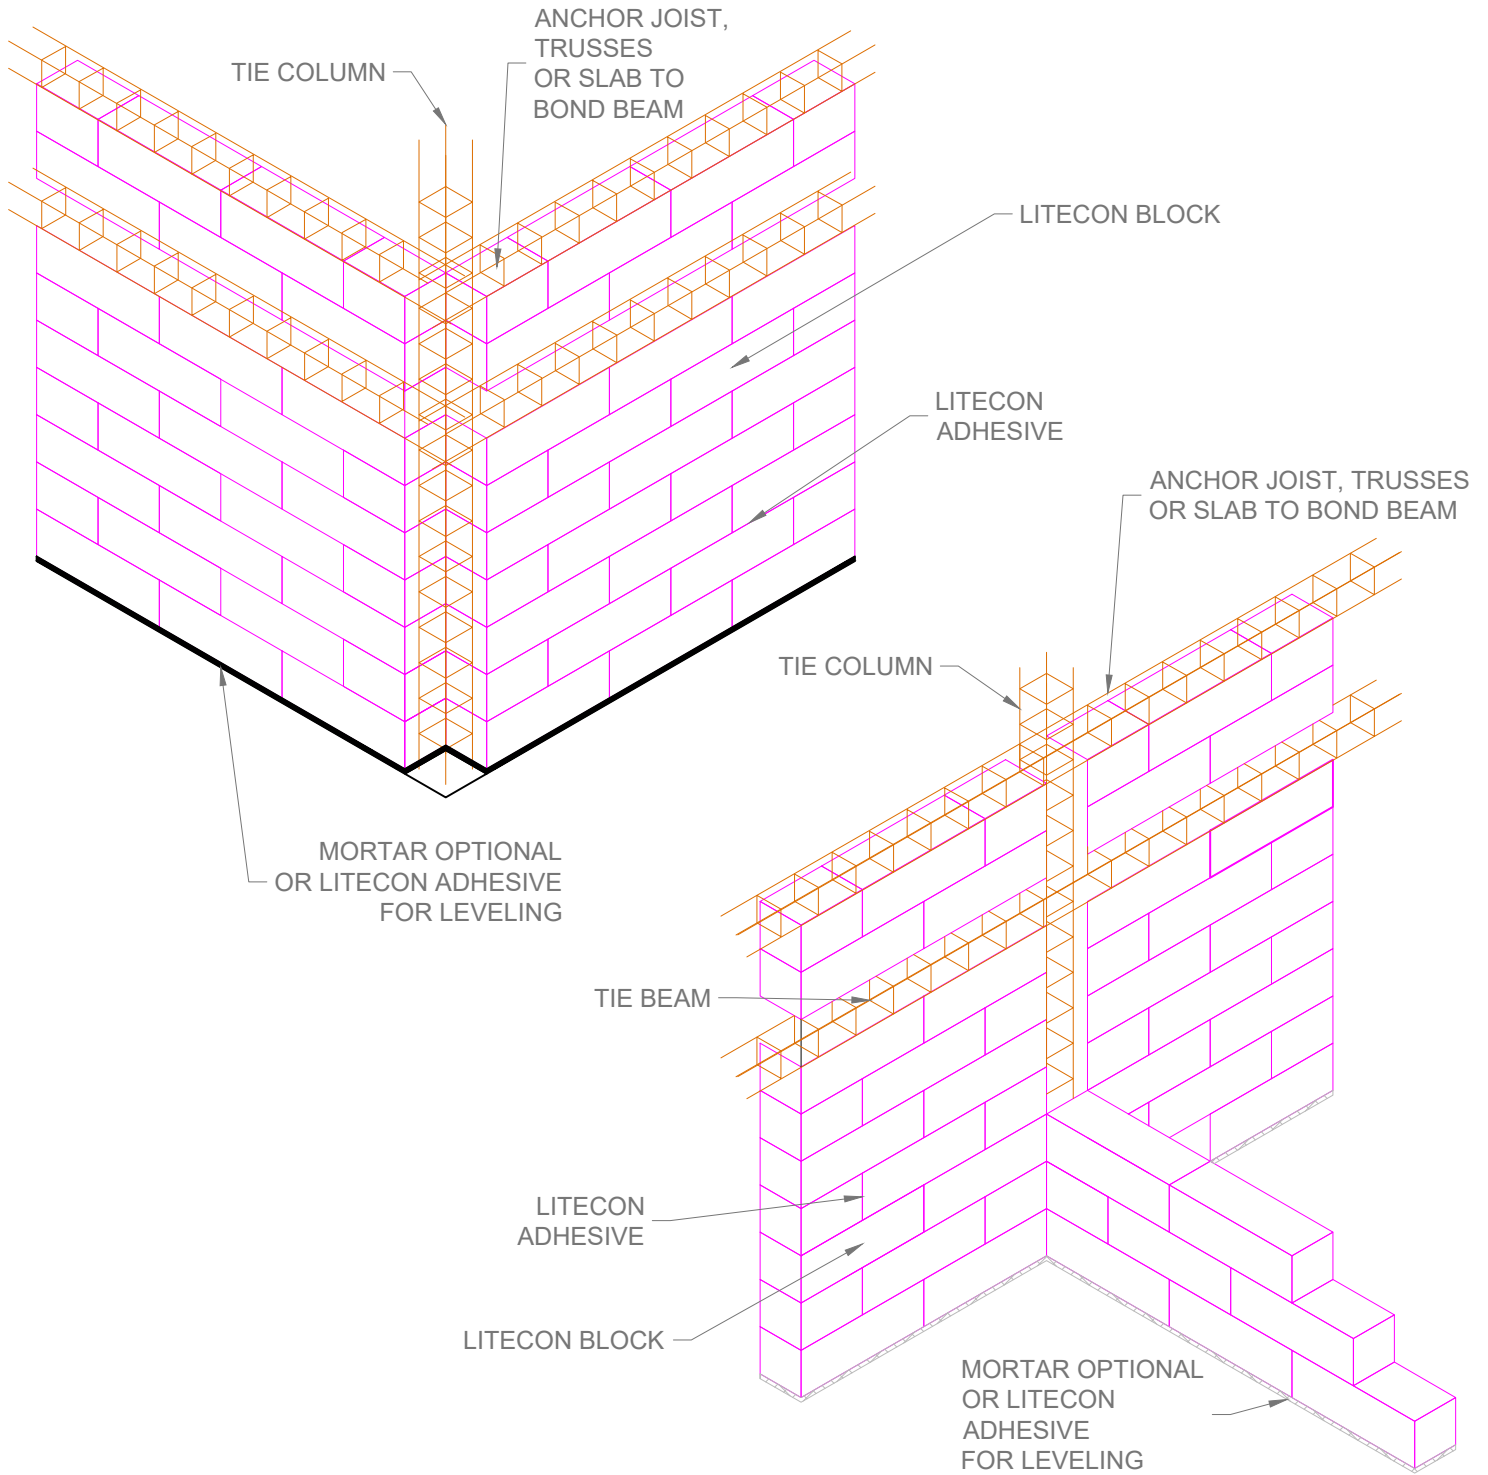 ANCHOR JOIST,
TRUSSES
OR SLAB TO
BOND BEAM
TIE COLUMN
LITECON BLOCK
LITECON
ADHESIVE
MORTAR OPTIONAL
OR LITECON ADHESIVE
FOR LEVELING
ANCHOR JOIST, TRUSSES
OR SLAB TO BOND BEAM
TIE COLUMN
TIE BEAM
LITECON
ADHESIVE
LITECON BLOCK
MORTAR OPTIONAL
OR LITECON
ADHESIVE
FOR LEVELING